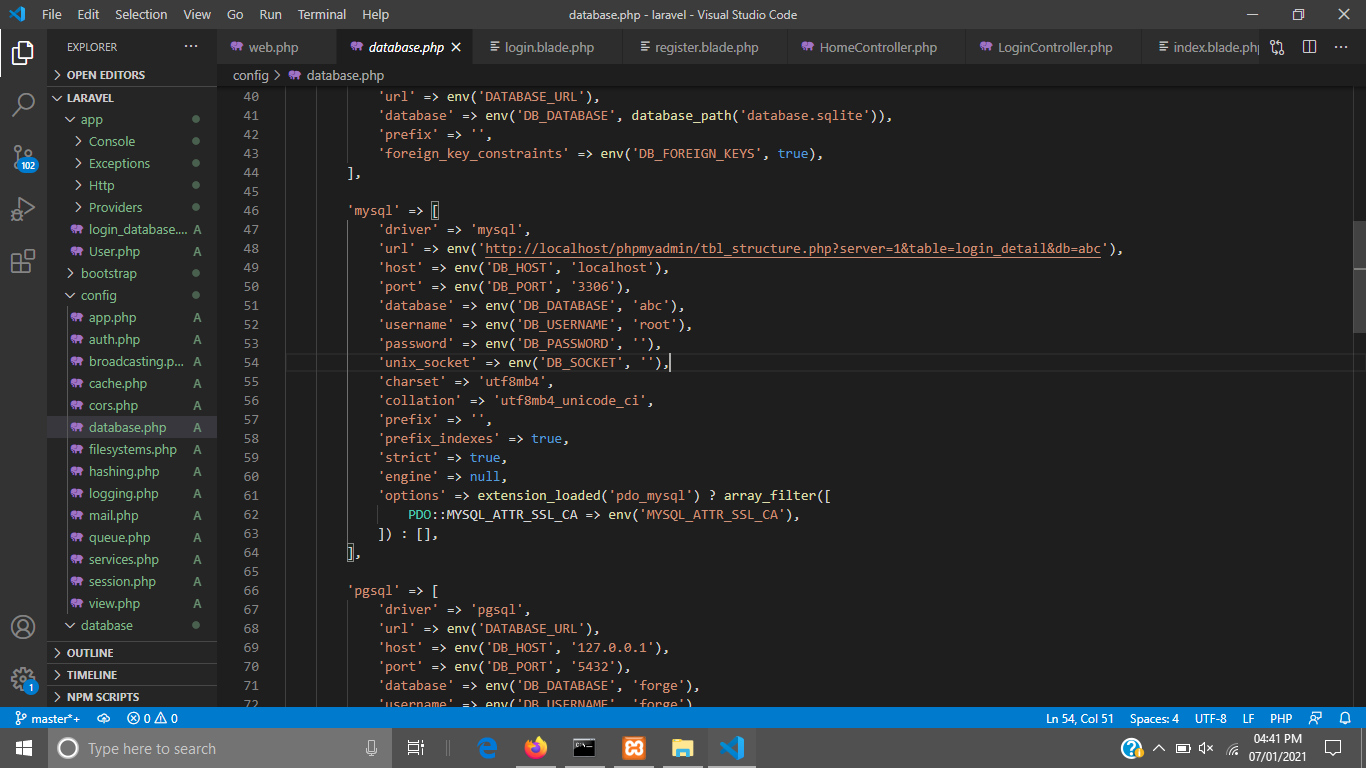 File Edit Selection View Go Run Terminal Help
database.php - laravel - Visual Studio Code
EXPLORER
web.php
database.php
login.blade.php
register.blade.php
HomeController.php
LoginController.php
index.blade.php
OPEN EDITORS
LARAVEL
app
Console
Exceptions
Http
Providers
login_database.... A
User.php A
bootstrap
config
app.php A
auth.php A
broadcasting.p... A
cache.php A
cors.php A
database.php A
filesystems.php A
hashing.php A
logging.php A
mail.php A
queue.php A
services.php A
session.php A
view.php A
database
OUTLINE
TIMELINE
NPM SCRIPTS
102
1
config > database.php
40 'url' => env('DATABASE_URL'),
41 'database' => env('DB_DATABASE', database_path('database.sqlite')),
42 'prefix' => '',
43 'foreign_key_constraints' => env('DB_FOREIGN_KEYS', true),
44 ],
45
46 'mysql' => [
47 'driver' => 'mysql',
48 'url' => env('http://localhost/phpmyadmin/tbl_structure.php?server=1&table=login_detail&db=abc'),
49 'host' => env('DB_HOST', 'localhost'),
50 'port' => env('DB_PORT', '3306'),
51 'database' => env('DB_DATABASE', 'abc'),
52 'username' => env('DB_USERNAME', 'root'),
53 'password' => env('DB_PASSWORD', ''),
54 'unix_socket' => env('DB_SOCKET', ''),
55 'charset' => 'utf8mb4',
56 'collation' => 'utf8mb4_unicode_ci',
57 'prefix' => '',
58 'prefix_indexes' => true,
59 'strict' => true,
60 'engine' => null,
61 'options' => extension_loaded('pdo_mysql') ? array_filter([
62 PDO::MYSQL_ATTR_SSL_CA => env('MYSQL_ATTR_SSL_CA'),
63 ]) : [],
64 ],
65
66 'pgsql' => [
67 'driver' => 'pgsql',
68 'url' => env('DATABASE_URL'),
69 'host' => env('DB_HOST', '127.0.0.1'),
70 'port' => env('DB_PORT', '5432'),
71 'database' => env('DB_DATABASE', 'forge'),
72 'username' => env('DB_USERNAME', 'forge')
master*+ 0 0
Ln 54, Col 51 Spaces: 4 UTF-8 LF PHP
Type here to search
04:41 PM
07/01/2021